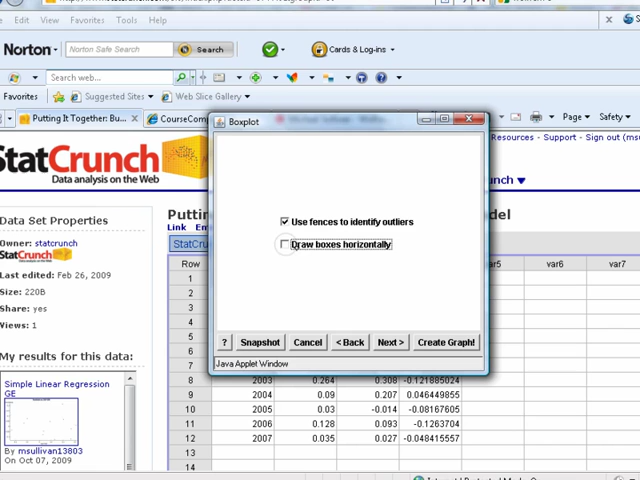 Edit View Favorites Tools Help
Norton Norton Safe Search Search Cards & Log-ins
Search web...
Favorites Suggested Sites Web Slice Gallery
Putting It Together: Bu... Page Safety
StatCrunch
Data analysis on the Web
Resources - Support - Sign out
Data Set Properties
Owner: statcrunch
StatCrunch
Last edited: Feb 26, 2009
Size: 220B
Share: yes
Views: 1
My results for this data:
Simple Linear Regression
GE
By msullivan13803
On Oct 07, 2009
Link
Row
1
2
3
4
5
6
7
8 2003 0.264 0.308 -0.121885024
9 2004 0.09 0.207 0.046449855
10 2005 0.03 -0.014 -0.08167605
11 2006 0.128 0.093 -0.1263704
12 2007 0.035 0.027 -0.048415557
13
var6 var7
Boxplot
Use fences to identify outliers
Draw boxes horizontally
? Snapshot Cancel < Back Next > Create Graph!
Java Applet Window